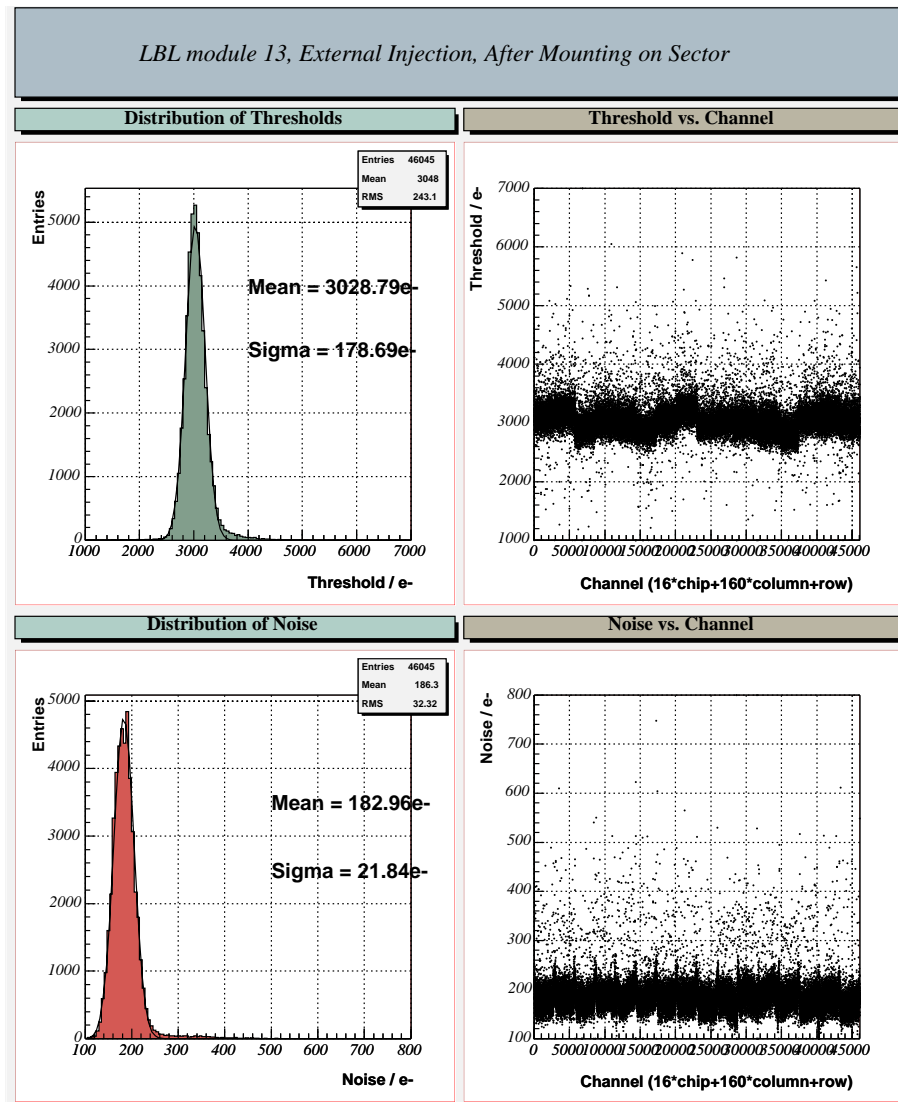 LBL module 13, External Injection, After Mounting on Sector
Distribution of Thresholds
Entries 46045
Mean 3048
RMS 243.1
Entries
5000
4000
3000
2000
1000
0
Mean = 3028.79e-
Sigma = 178.69e-
1000 2000 3000 4000 5000 6000 7000
Threshold / e-
Threshold vs. Channel
Threshold / e-
7000
6000
5000
4000
3000
2000
1000
0 5000 10000 15000 20000 25000 30000 35000 40000 45000
Channel (16*chip+160*column+row)
Distribution of Noise
Entries 46045
Mean 186.3
RMS 32.32
Entries
5000
4000
3000
2000
1000
0
Mean = 182.96e-
Sigma = 21.84e-
100 200 300 400 500 600 700 800
Noise / e-
Noise vs. Channel
Noise / e-
800
700
600
500
400
300
200
100
0 5000 10000 15000 20000 25000 30000 35000 40000 45000
Channel (16*chip+160*column+row)